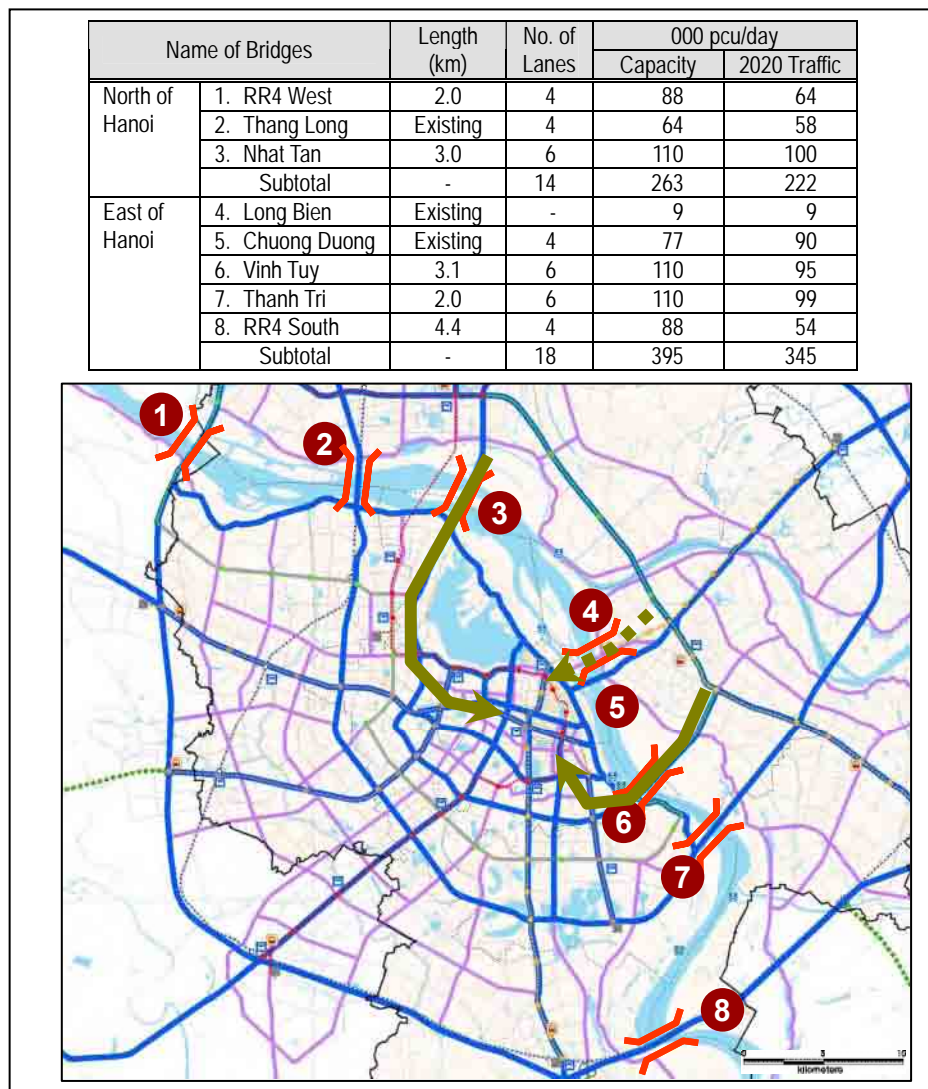 Name of Bridges Length (km) No. of Lanes 000 pcu/day
Capacity 2020 Traffic
North of Hanoi 1. RR4 West 2.0 4 88 64
2. Thang Long Existing 4 64 58
3. Nhat Tan 3.0 6 110 100
Subtotal - 14 263 222
East of Hanoi 4. Long Bien Existing - 9 9
5. Chuong Duong Existing 4 77 90
6. Vinh Tuy 3.1 6 110 95
7. Thanh Tri 2.0 6 110 99
8. RR4 South 4.4 4 88 54
Subtotal - 18 395 345
1
2
3
4
5
6
7
8
0 5 10
kilometers